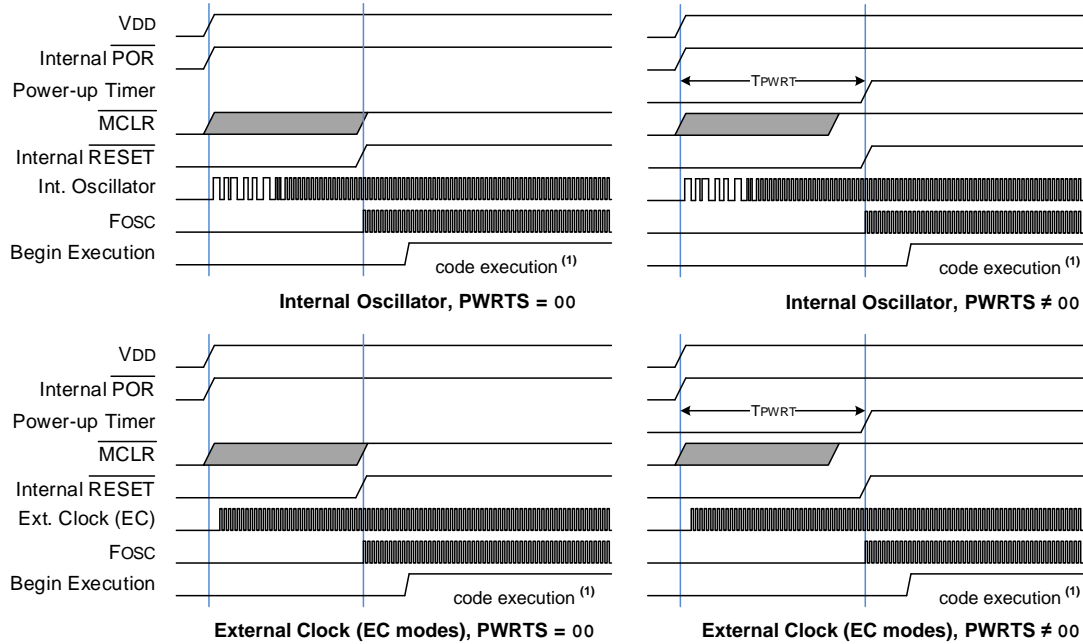 VDD
Internal POR
Power-up Timer
TPWRT
MCLR
Internal RESET
Int. Oscillator
FOSC
Begin Execution
code execution (1)
code execution (1)
Internal Oscillator, PWRTS = 00
Internal Oscillator, PWRTS ≠ 00
VDD
Internal POR
Power-up Timer
TPWRT
MCLR
Internal RESET
Ext. Clock (EC)
FOSC
Begin Execution
code execution (1)
code execution (1)
External Clock (EC modes), PWRTS = 00
External Clock (EC modes), PWRTS ≠ 00